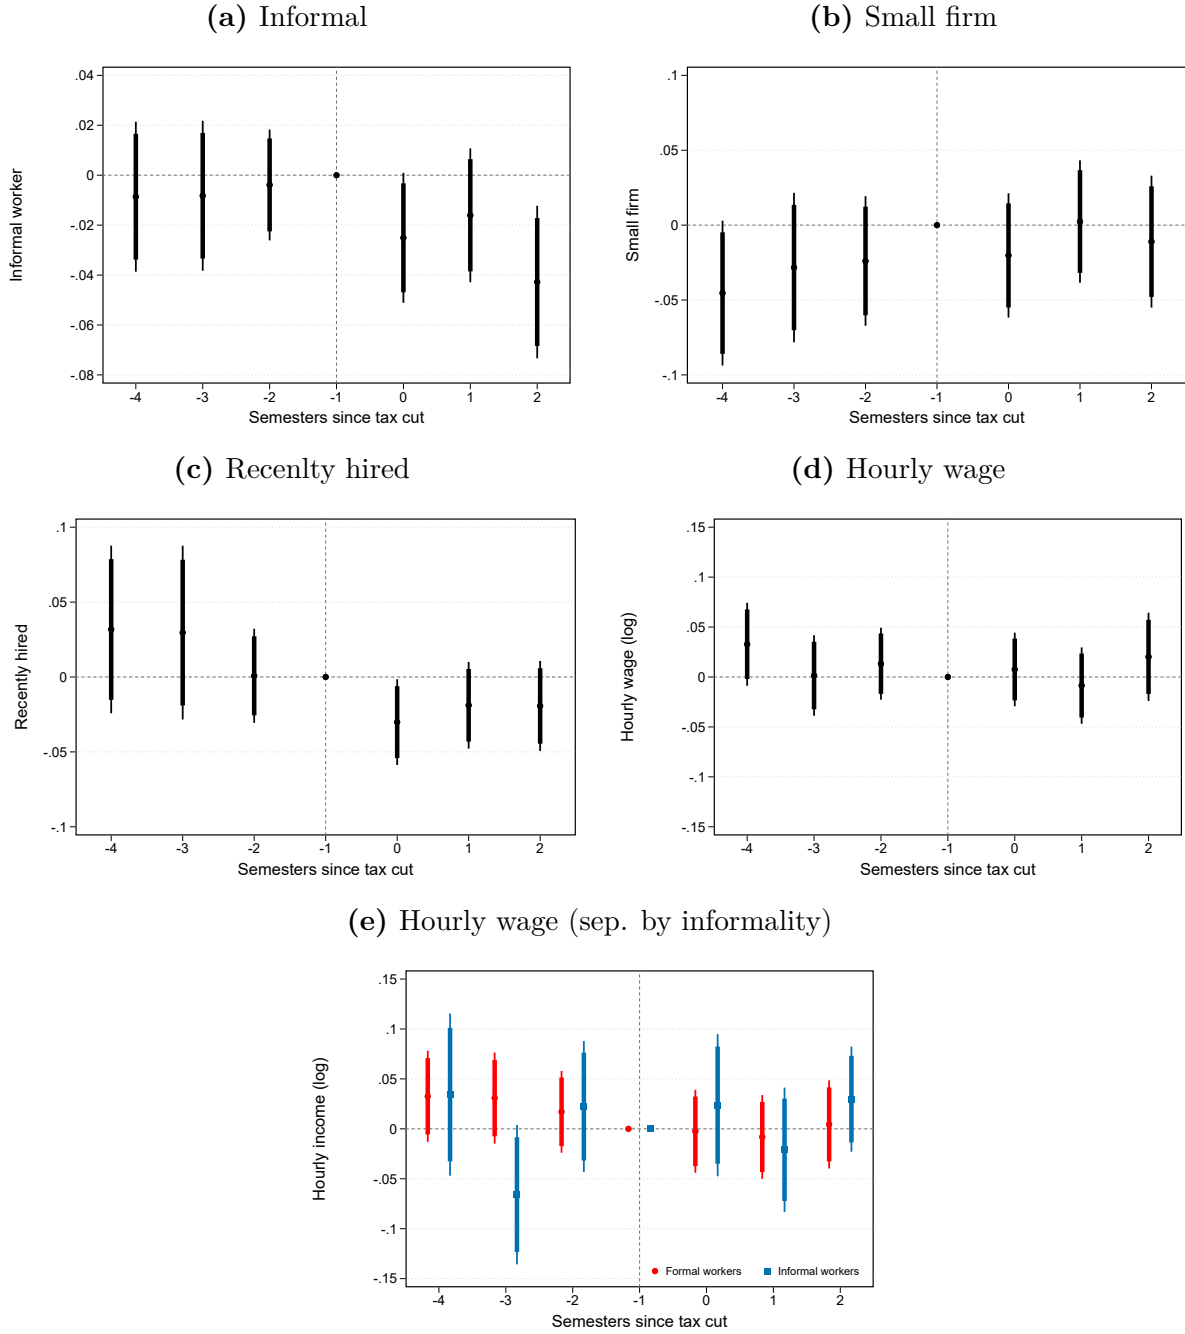 (a) Informal
.04
.02
0
-.02
-.04
-.06
-.08
Informal worker
-4 -3 -2 -1 0 1 2
Semesters since tax cut
(b) Small firm
.1
.05
0
-.05
-.1
Small firm
-4 -3 -2 -1 0 1 2
Semesters since tax cut
(c) Recenlty hired
.1
.05
0
-.05
-.1
Recently hired
-4 -3 -2 -1 0 1 2
Semesters since tax cut
(d) Hourly wage
.15
.1
.05
0
-.05
-.1
-.15
Hourly wage (log)
-4 -3 -2 -1 0 1 2
Semesters since tax cut
(e) Hourly wage (sep. by informality)
.15
.1
.05
0
-.05
-.1
-.15
Hourly income (log)
Formal workers Informal workers
-4 -3 -2 -1 0 1 2
Semesters since tax cut